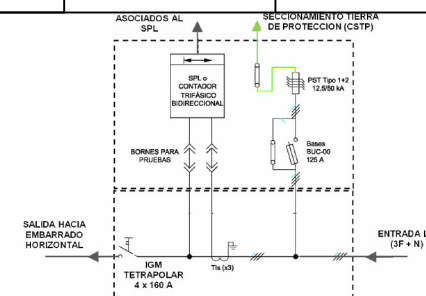 ASOCIADOS AL
SPL
SECCIONAMIENTO TIERRA
DE PROTECCION (CSTP)
SPL o
CONTADOR
TRIFÁSICO
BIDIRECCIONAL
PST Tipo 1+2
12,5/50 kA
BORNES PARA
PRUEBAS
Bases
BUC-00
125 A
SALIDA HACIA
EMBARRADO
HORIZONTAL
IGM
TETRAPOLAR
4 x 160 A
TIs (x3)
ENTRADA L
(3F + N)